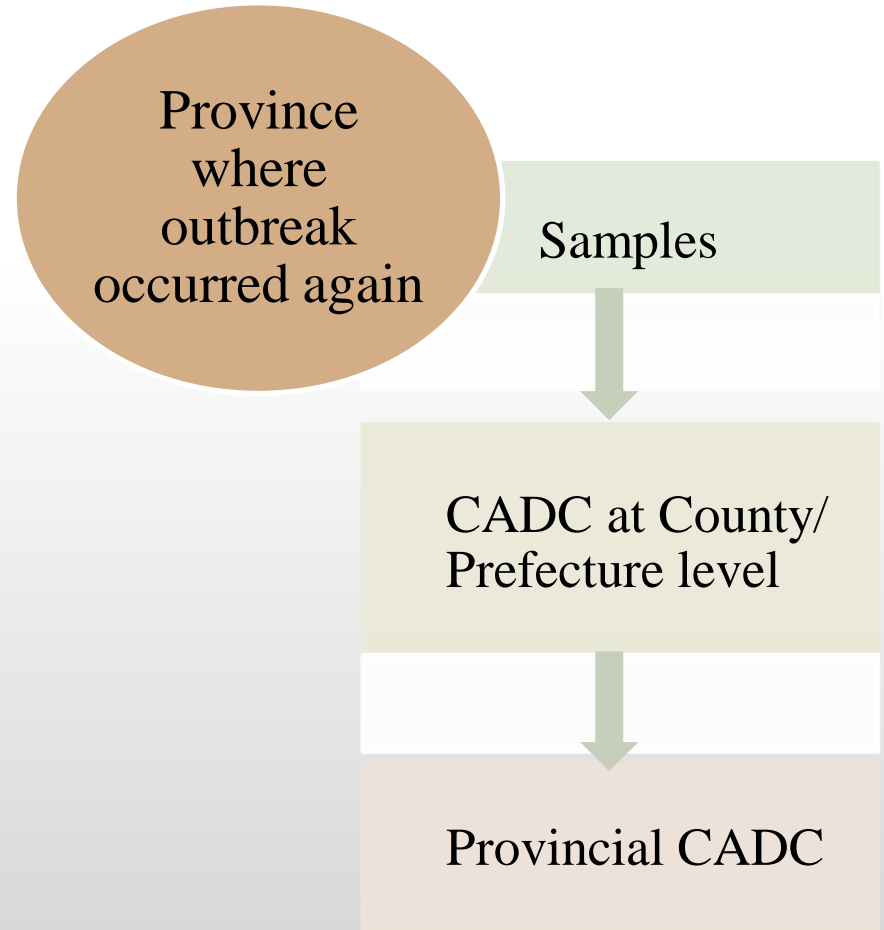 Province
where
outbreak
occurred again
Samples
CADC at County/
Prefecture level
Provincial CADC